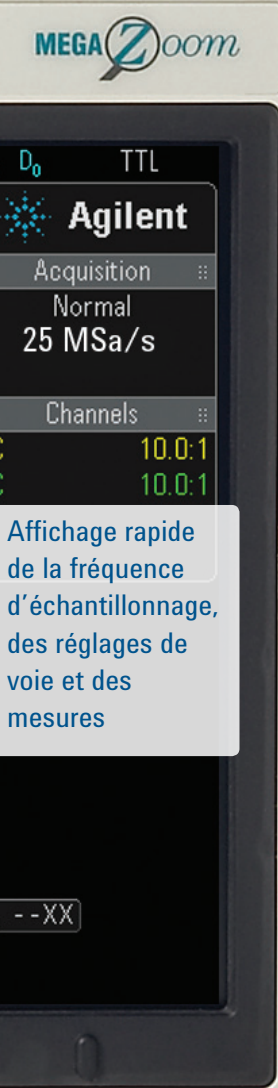 MEGA Zoom
D0 TTL
Agilent
Acquisition
Normal
25 MSa/s
Channels
C 10.0:1
C 10.0:1
Affichage rapide
de la fréquence
d'échantillonnage,
des réglages de
voie et des
mesures
--XX